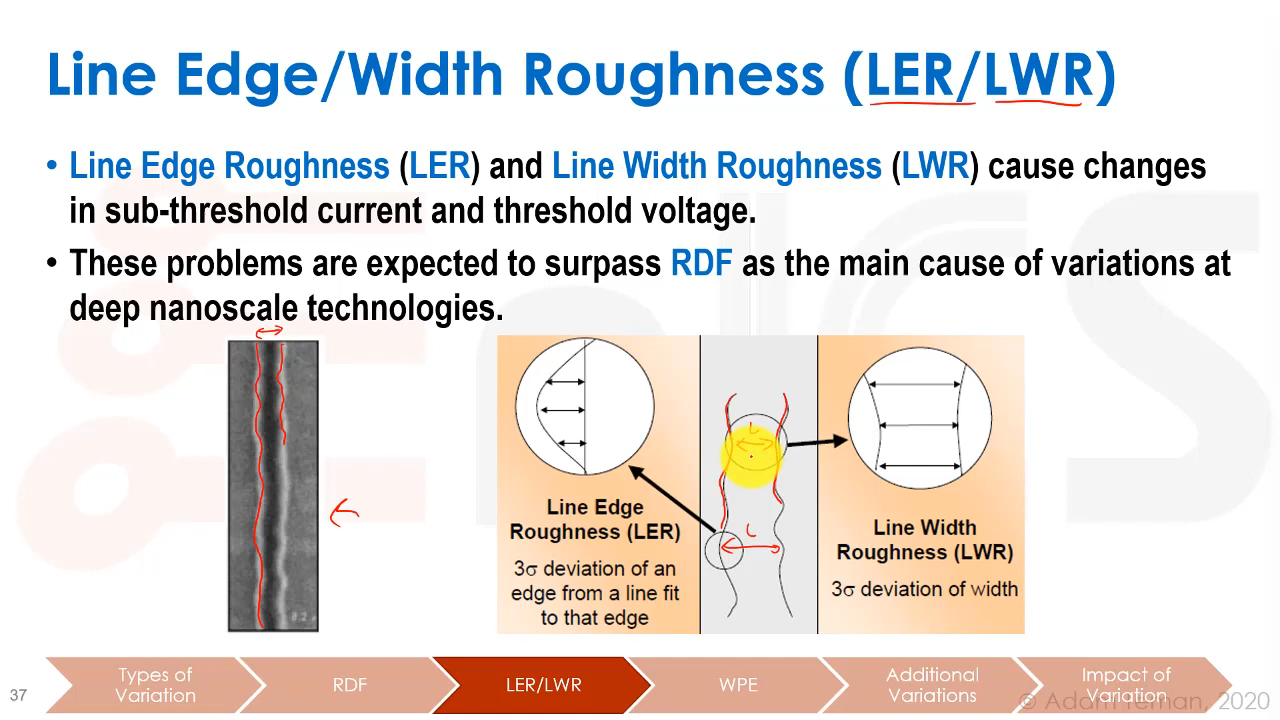 Line Edge/Width Roughness (LER/LWR)
• Line Edge Roughness (LER) and Line Width Roughness (LWR) cause changes
in sub-threshold current and threshold voltage.
• These problems are expected to surpass RDF as the main cause of variations at
deep nanoscale technologies.
Line Edge
Roughness (LER)
3σ deviation of an
edge from a line fit
to that edge
L
L
Line Width
Roughness (LWR)
3σ deviation of width
37
Types of
Variation
RDF
LER/LWR
WPE
Additional
Variations
Impact of
Variation
© Adam Teman, 2020